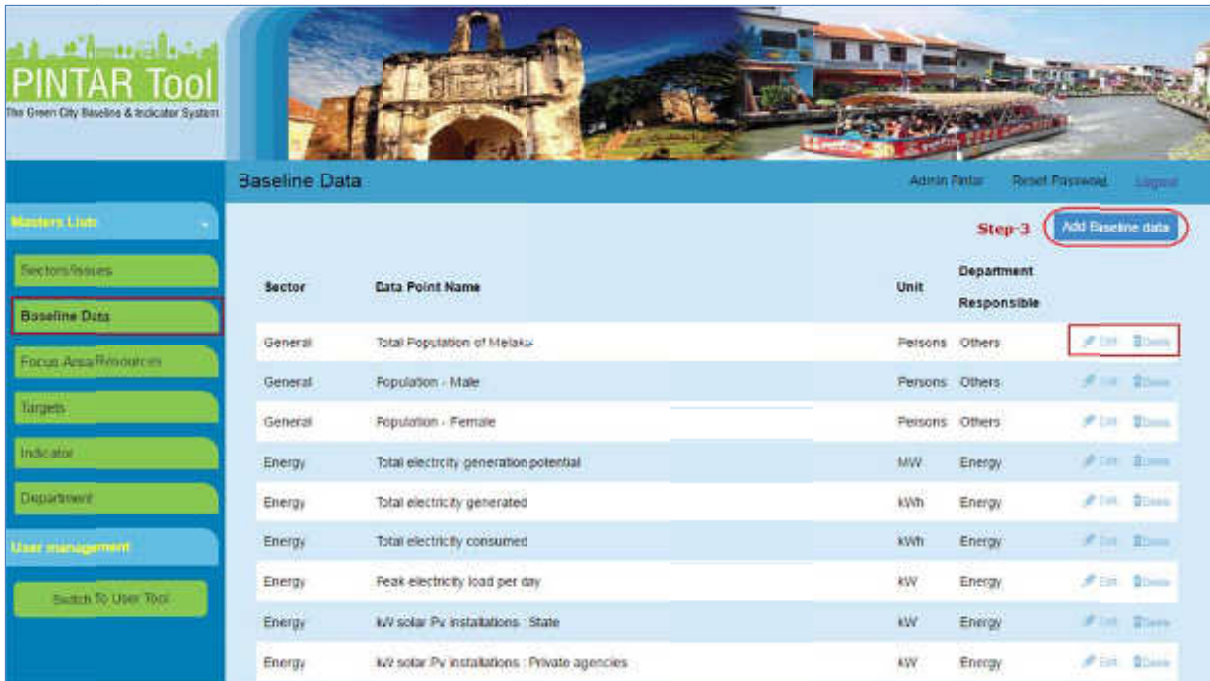 PINTAR Tool
The Green City Baseline & Indicator System
Baseline Data
Admin Pintar Reset Password Logout
Masters Lists
Step-3 Add Baseline data
Sectors/Issues
Baseline Data
Focus Area/Resources
Targets
Indicator
Department
User management
Switch To User Tool
Sector Data Point Name Unit Department Responsible
General Total Population of Melaka Persons Others Edit Delete
General Population - Male Persons Others Edit Delete
General Population - Female Persons Others Edit Delete
Energy Total electricity generation potential MW Energy Edit Delete
Energy Total electricity generated kWh Energy Edit Delete
Energy Total electricity consumed kWh Energy Edit Delete
Energy Peak electricity load per day kW Energy Edit Delete
Energy kW solar Pv installations : State kW Energy Edit Delete
Energy kW solar Pv installations : Private agencies kW Energy Edit Delete